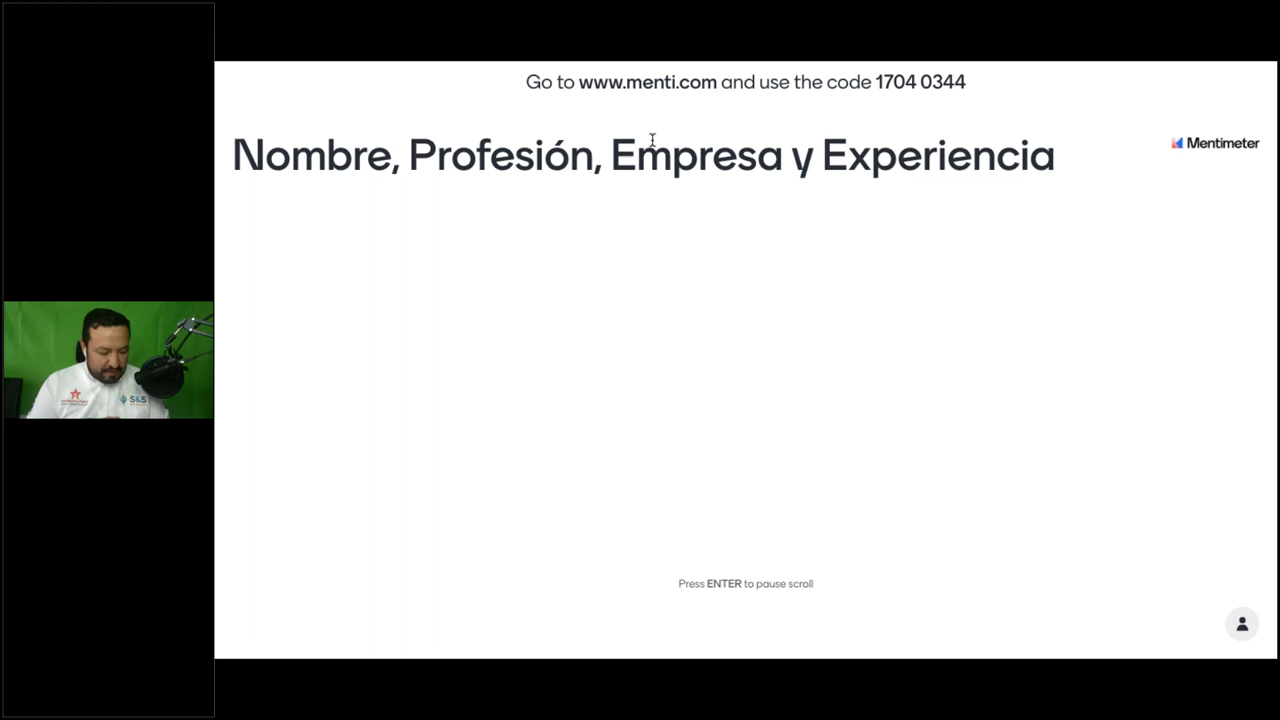 Go to www.menti.com and use the code 1704 0344
Nombre, Profesión, Empresa y Experiencia
Mentimeter
S&S
Press ENTER to pause scroll